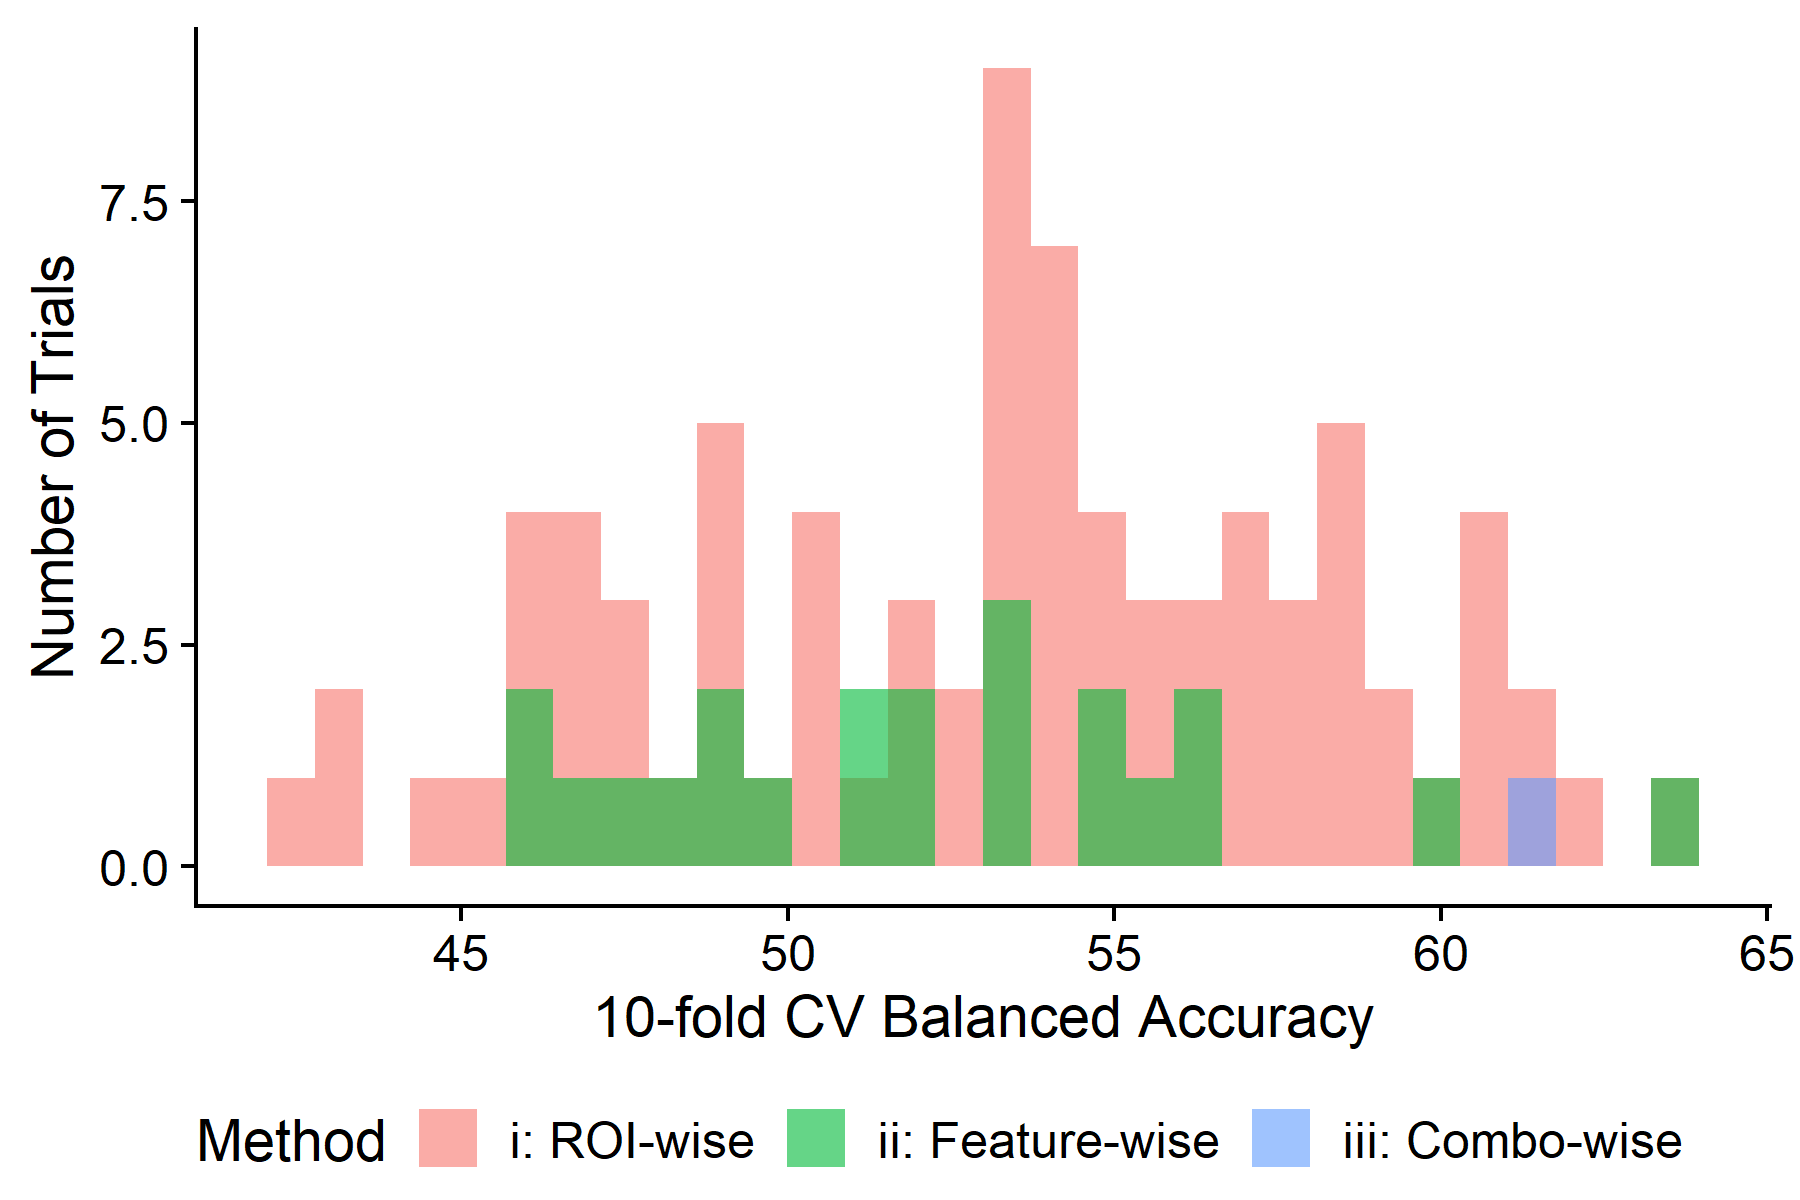 Number of Trials
7.5
5.0
2.5
0.0
45 50 55 60 65
10-fold CV Balanced Accuracy
Method i: ROI-wise ii: Feature-wise iii: Combo-wise